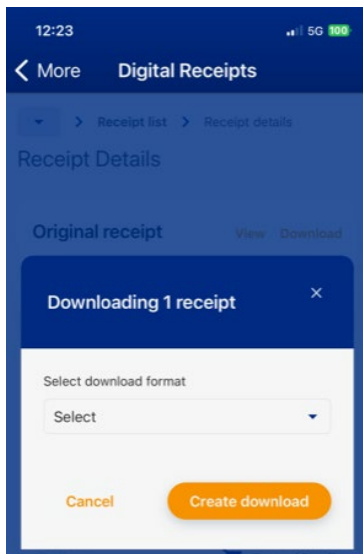 12:23 5G 100
More Digital Receipts
Receipt list Receipt details
Receipt Details
Original receipt View Download
Downloading 1 receipt
Select download format
Select
Cancel Create download